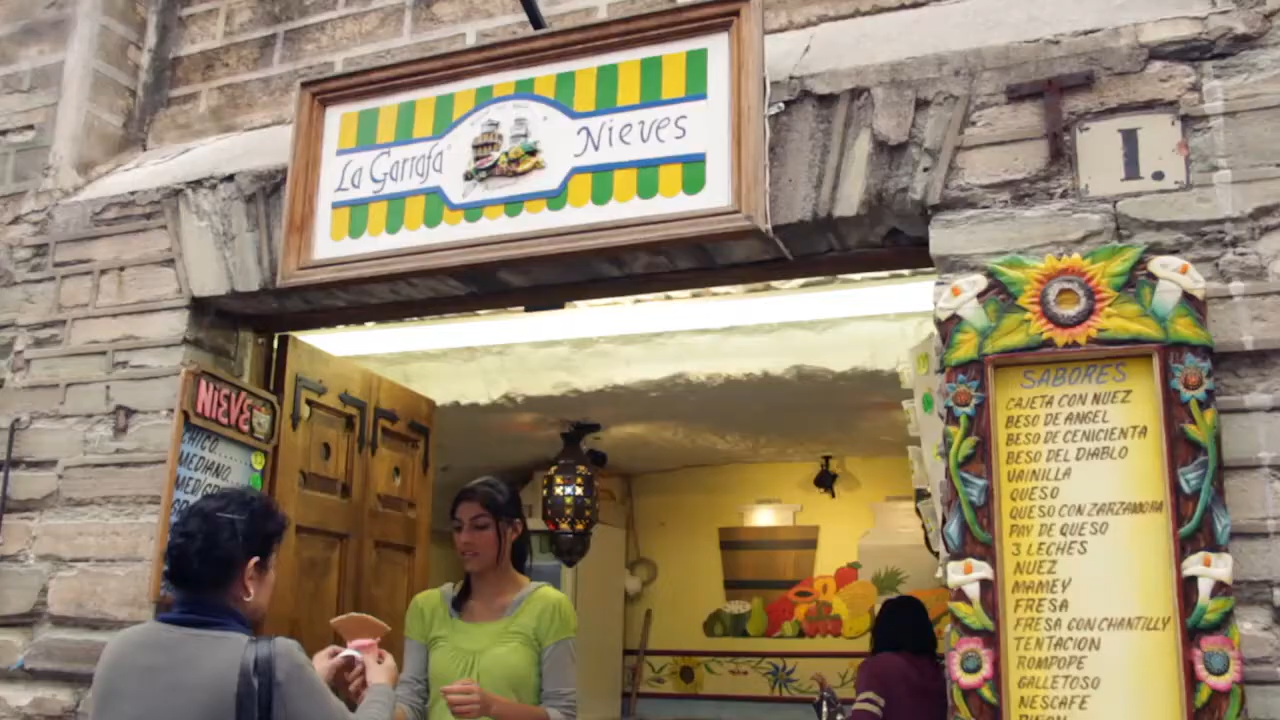 La Garrafa
Nieves
1.
NIEVE
CHICO......
MEDIANO..
SABORES
CAJETA CON NUEZ
BESO DE ANGEL
BESO DE CENICIENTA
BESO DEL DIABLO
VAINILLA
QUESO
QUESO CON ZARZAMORA
PAY DE QUESO
3 LECHES
NUEZ
MAMEY
FRESA
FRESA CON CHANTILLY
TENTACION
ROMPOPE
GALLETOSO
NESCAFE